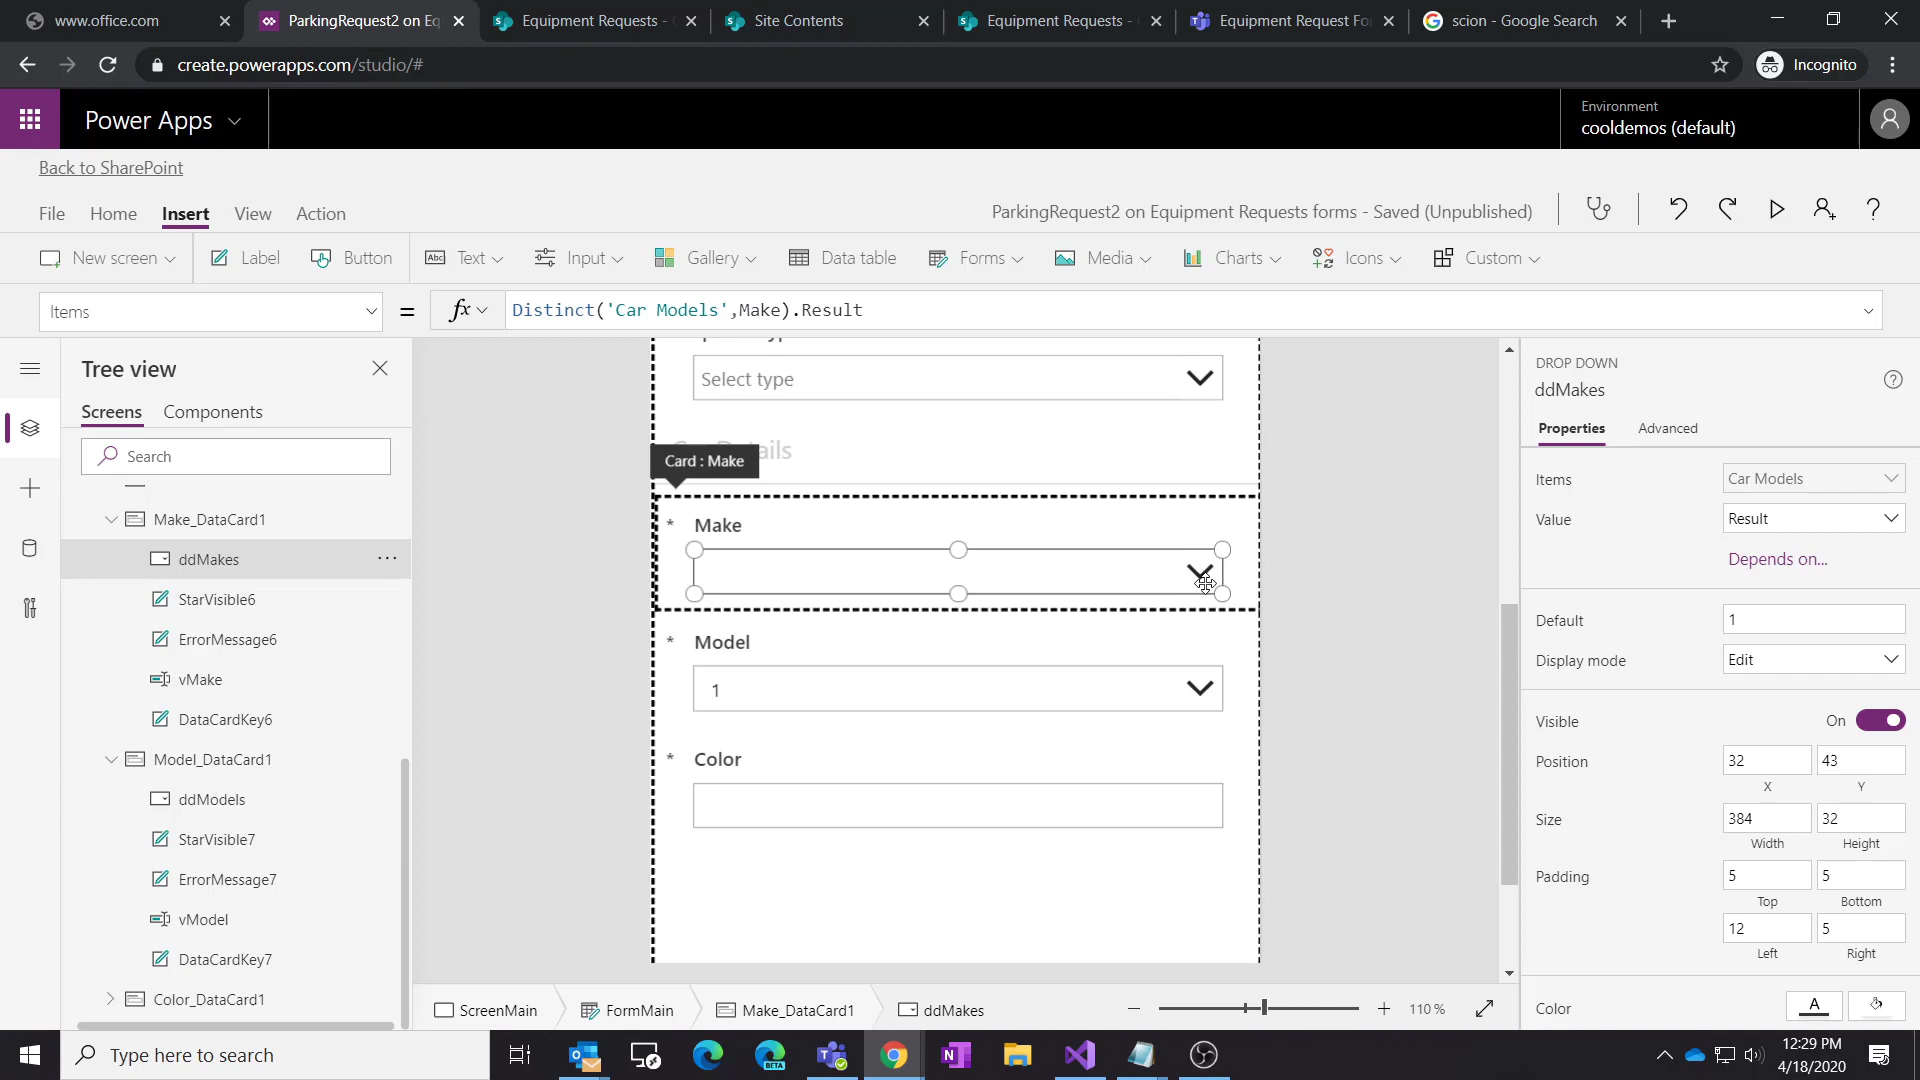 www.office.com
ParkingRequest2 on Eq
Equipment Requests -
Site Contents
Equipment Requests -
Equipment Request Fo
scion - Google Search
create.powerapps.com/studio/#
Incognito
Power Apps
Environment
cooldemos (default)
Back to SharePoint
File Home Insert View Action
ParkingRequest2 on Equipment Requests forms - Saved (Unpublished)
New screen Label Button Abc Text Input Gallery Data table Forms Media Charts Icons Custom
Items = fx Distinct('Car Models',Make).Result
Tree view
Screens Components
Search
Make_DataCard1
ddMakes
StarVisible6
ErrorMessage6
vMake
DataCardKey6
Model_DataCard1
ddModels
StarVisible7
ErrorMessage7
vModel
DataCardKey7
Color_DataCard1
Select type
Card : Make
* Make
* Model
1
* Color
DROP DOWN
ddMakes
Properties Advanced
Items Car Models
Value Result
Depends on...
Default 1
Display mode Edit
Visible On
Position 32 43
X Y
Size 384 32
Width Height
Padding 5 5
Top Bottom
12 5
Left Right
Color A
ScreenMain FormMain Make_DataCard1 ddMakes
110 %
Type here to search
BETA
12:29 PM
4/18/2020